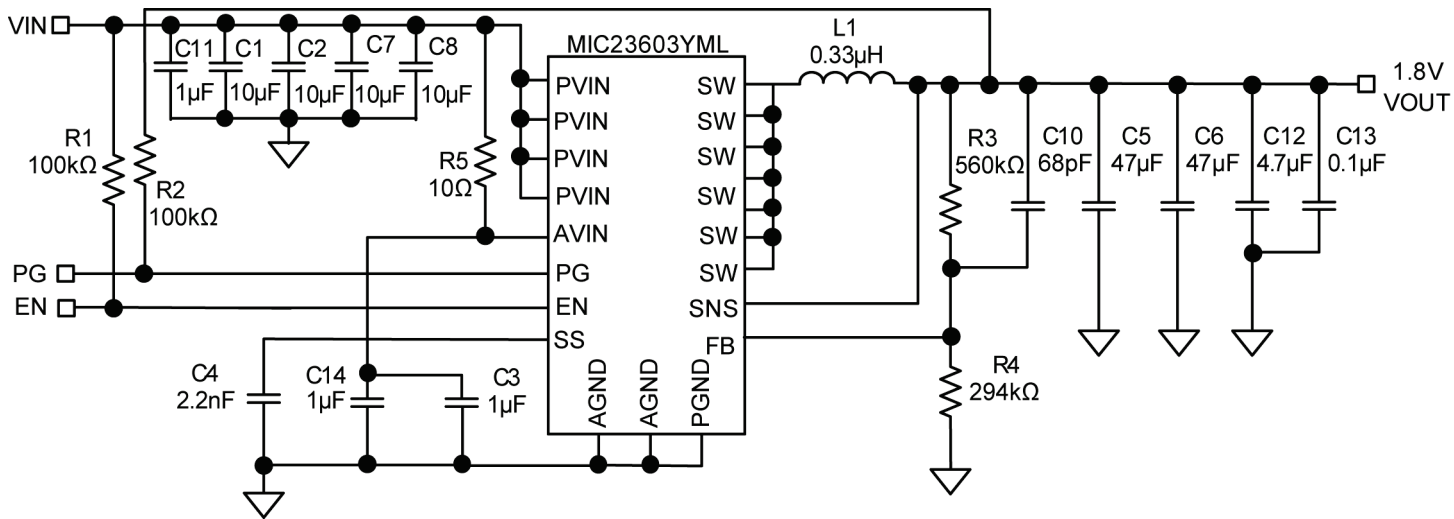 VIN
C11
1µF
C1
10µF
C2
10µF
C7
10µF
C8
10µF
R1
100kΩ
R2
100kΩ
R5
10Ω
PG
EN
C4
2.2nF
C14
1µF
C3
1µF
MIC23603YML
PVIN
PVIN
PVIN
PVIN
AVIN
PG
EN
SS
AGND
AGND
PGND
SW
SW
SW
SW
SW
SW
SNS
FB
L1
0.33µH
R3
560kΩ
C10
68pF
C5
47µF
C6
47µF
C12
4.7µF
C13
0.1µF
R4
294kΩ
1.8V
VOUT